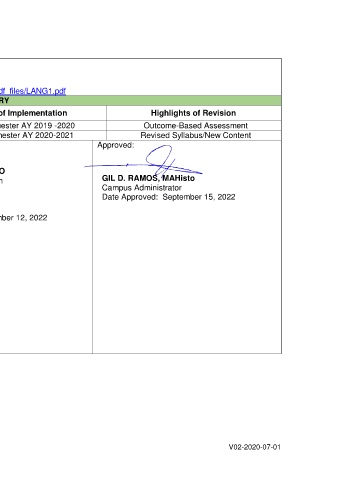 df_files/LANG1.pdf
RY
of Implementation Highlights of Revision
ester AY 2019 -2020 Outcome-Based Assessment
mester AY 2020-2021 Revised Syllabus/New Content
Approved:
O
GIL D. RAMOS, MAHisto
Campus Administrator
Date Approved: September 15, 2022
ber 12, 2022
V02-2020-07-01